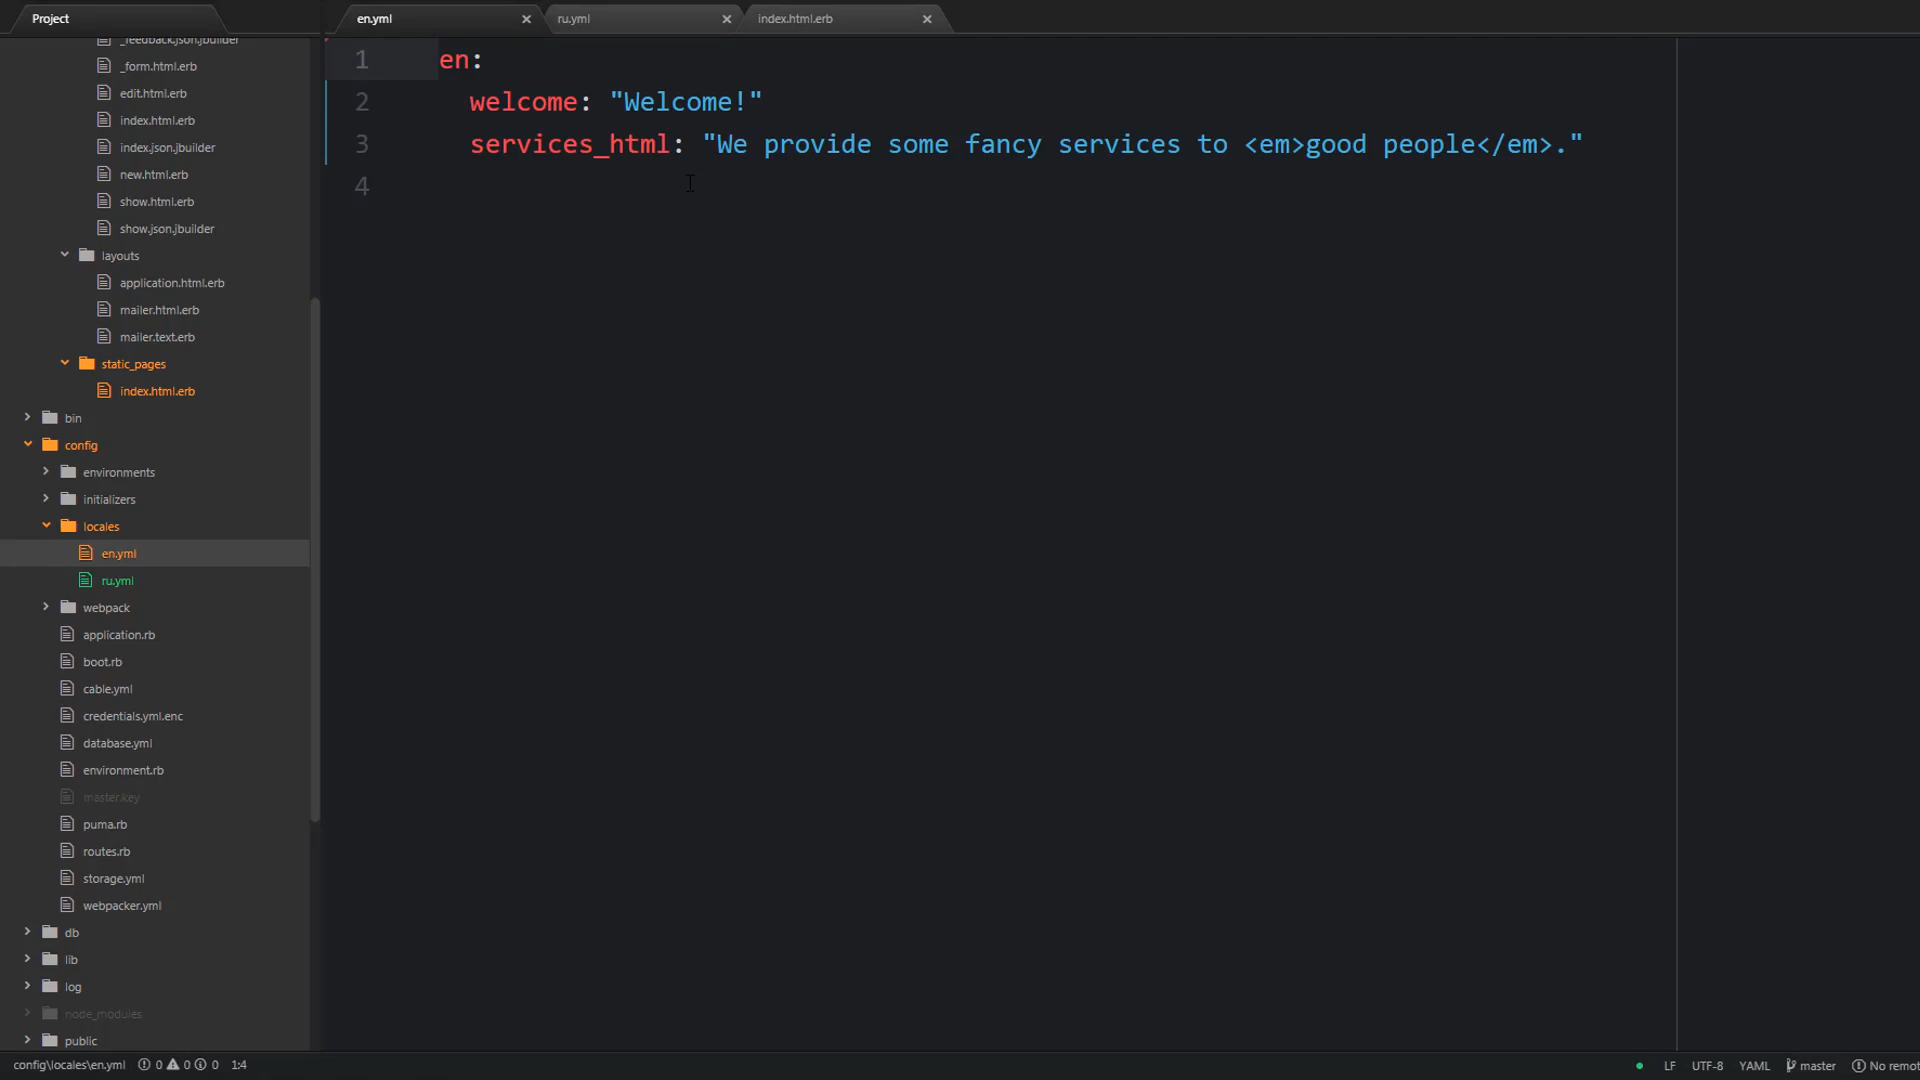 Project
en.yml
ru.yml
index.html.erb
_feedback.json.jbuilder
_form.html.erb
edit.html.erb
index.html.erb
index.json.jbuilder
new.html.erb
show.html.erb
show.json.jbuilder
layouts
application.html.erb
mailer.html.erb
mailer.text.erb
static_pages
index.html.erb
bin
config
environments
initializers
locales
en.yml
ru.yml
webpack
application.rb
boot.rb
cable.yml
credentials.yml.enc
database.yml
environment.rb
master.key
puma.rb
routes.rb
storage.yml
webpacker.yml
db
lib
log
node_modules
public
1 en:
2 welcome: "Welcome!"
3 services_html: "We provide some fancy services to <em>good people</em>."
4
config\locales\en.yml 0 0 0 1:4
LF UTF-8 YAML master No remot